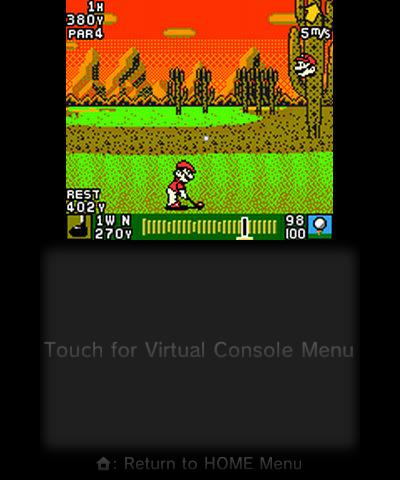 1H
380Y
PAR4
5m/s
REST
402Y
1W N
270Y
98
100
Touch for Virtual Console Menu
: Return to HOME Menu